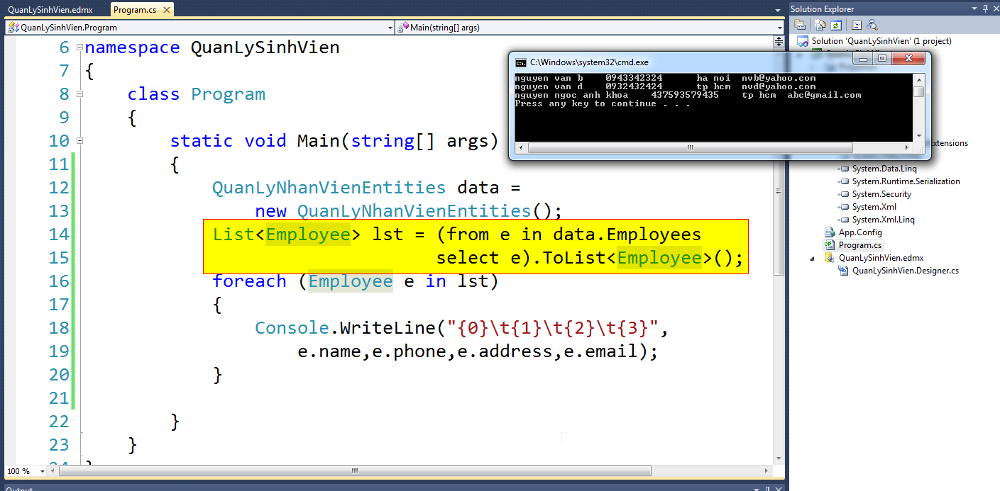 QuanLySinhVien.edmx
Program.cs
QuanLySinhVien.Program
Main(string[] args)
6 namespace QuanLySinhVien
7 {
8 class Program
9 {
10 static void Main(string[] args)
11 {
12 QuanLyNhanVienEntities data =
13 new QuanLyNhanVienEntities();
14 List<Employee> lst = (from e in data.Employees
15 select e).ToList<Employee>();
16 foreach (Employee e in lst)
17 {
18 Console.WriteLine("{0}\t{1}\t{2}\t{3}",
19 e.name,e.phone,e.address,e.email);
20 }
21
22 }
23 }
100 %
Output
C:\Windows\system32\cmd.exe
nguyen van b 0943342324 ha noi nvb@yahoo.com
nguyen van d 0932432424 tp hcm nvd@yahoo.com
nguyen ngoc anh khoa 437593579435 tp hcm abc@gmail.com
Press any key to continue . . .
Solution Explorer
Solution 'QuanLySinhVien' (1 project)
Extensions
System.Data.Linq
System.Runtime.Serialization
System.Security
System.Xml
System.Xml.Linq
App.Config
Program.cs
QuanLySinhVien.edmx
QuanLySinhVien.Designer.cs